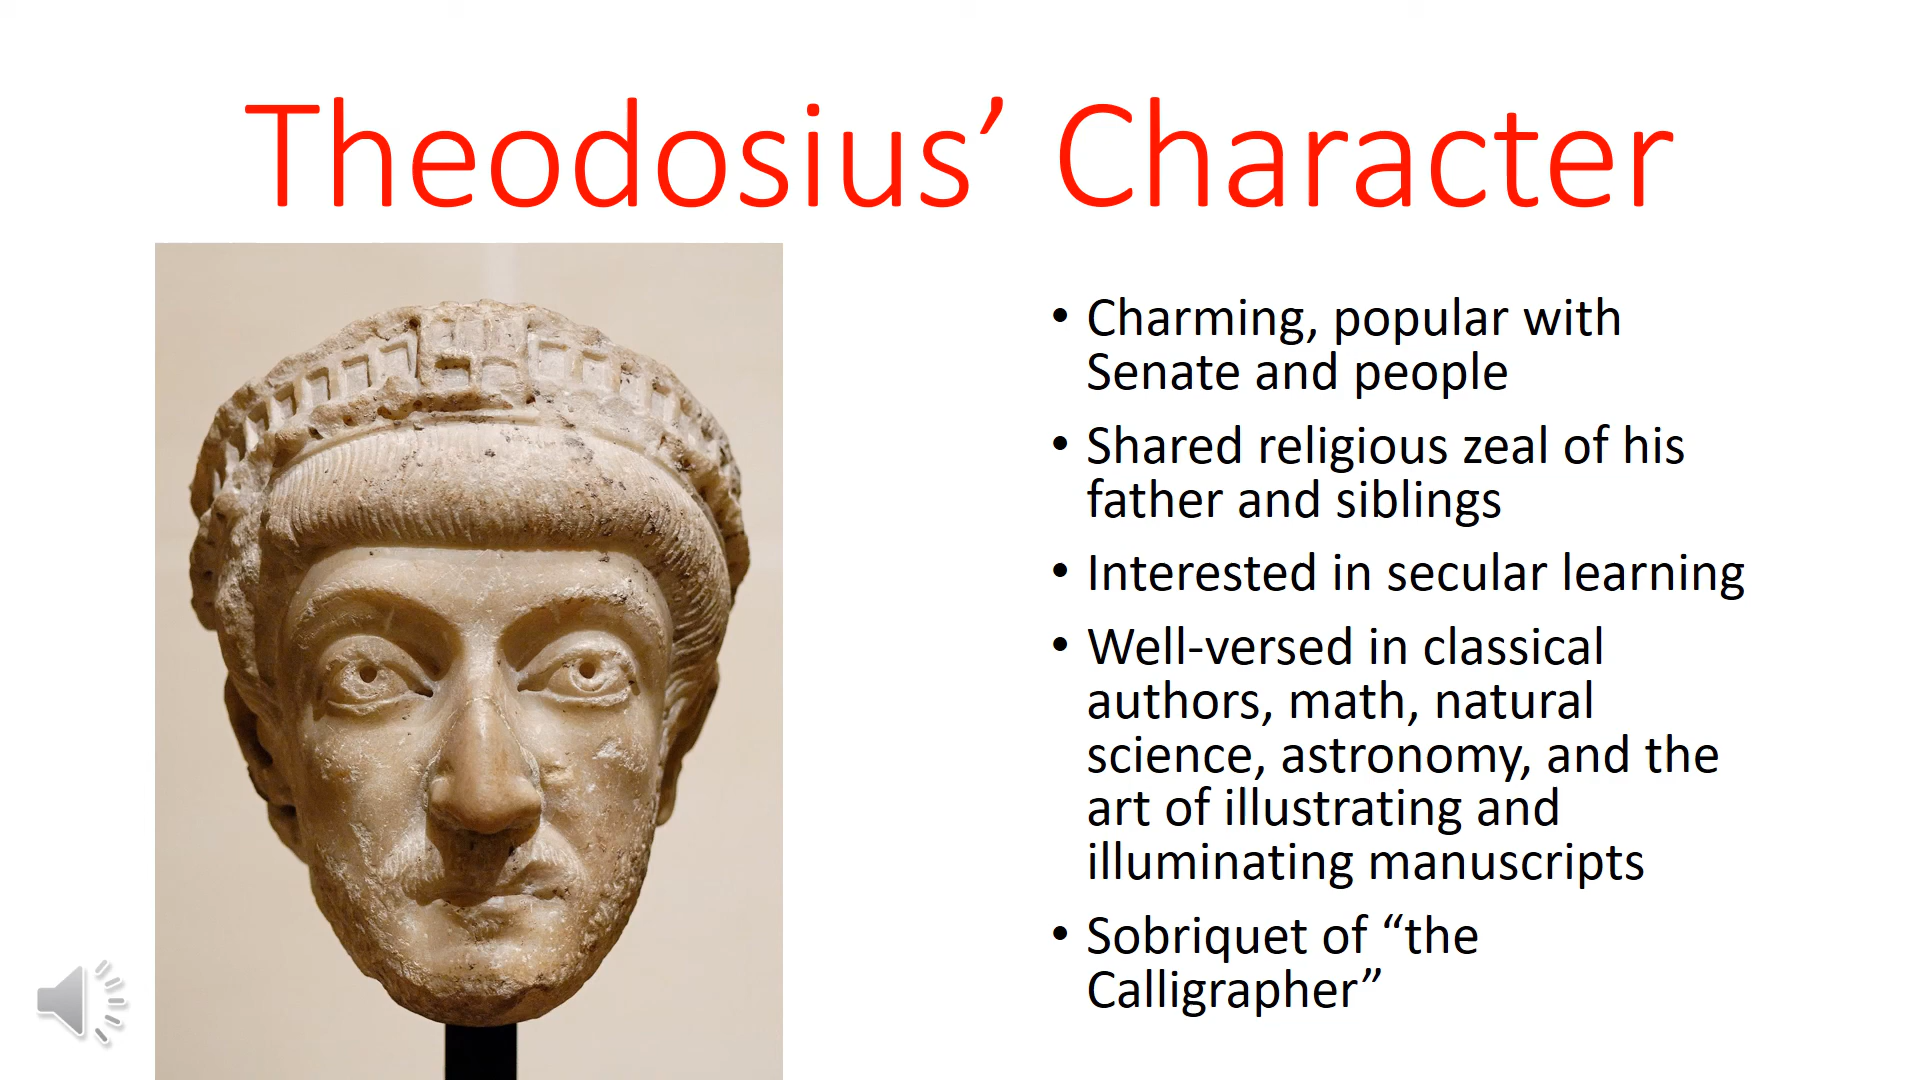 Theodosius’ Character
• Charming, popular with
Senate and people
• Shared religious zeal of his
father and siblings
• Interested in secular learning
• Well-versed in classical
authors, math, natural
science, astronomy, and the
art of illustrating and
illuminating manuscripts
• Sobriquet of “the
Calligrapher”